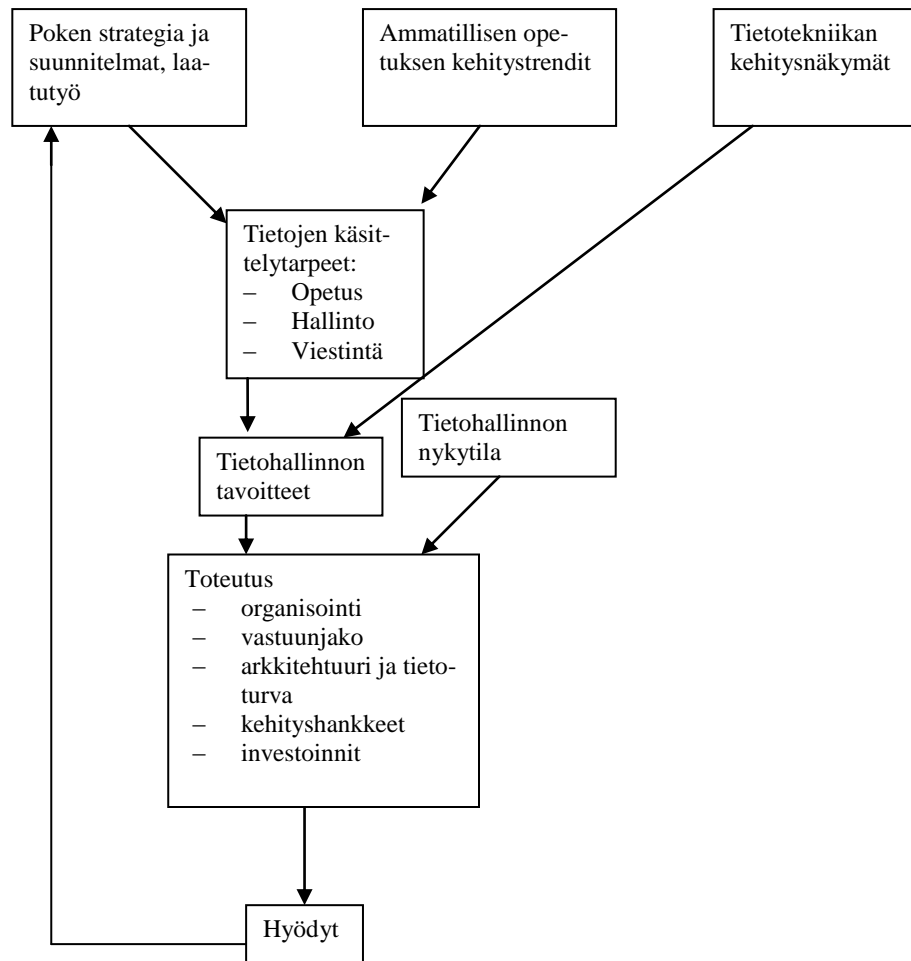 Poken strategia ja
suunnitelmat, laa-
tutyö
Ammatillisen ope-
tuksen kehitystrendit
Tietotekniikan
kehitysnäkymät
Tietojen käsit-
telytarpeet:
– Opetus
– Hallinto
– Viestintä
Tietohallinnon
nykytila
Tietohallinnon
tavoitteet
Toteutus
– organisointi
– vastuunjako
– arkkitehtuuri ja tieto-
turva
– kehityshankkeet
– investoinnit
Hyödyt